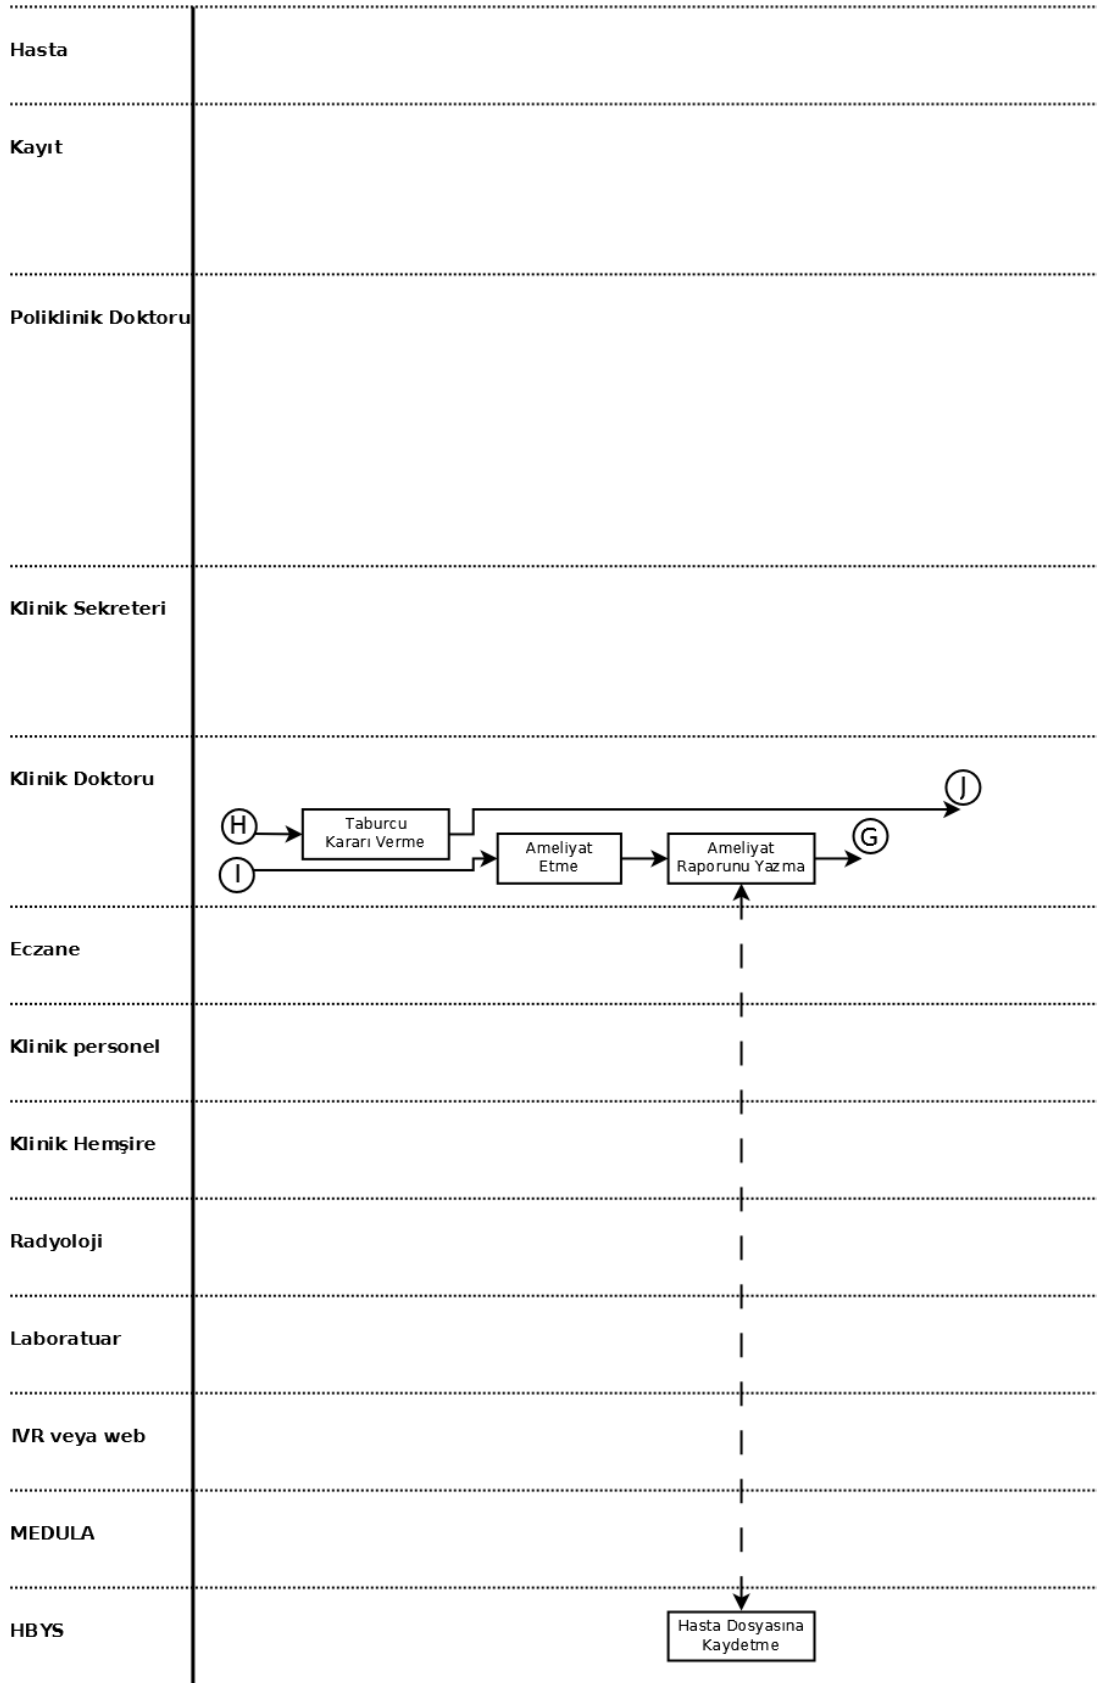 Hasta
Kayıt
Poliklinik Doktoru
Klinik Sekreteri
Klinik Doktoru
H
Taburcu
Kararı Verme
J
I
Ameliyat
Etme
Ameliyat
Raporunu Yazma
G
Eczane
Klinik personel
Klinik Hemşire
Radyoloji
Laboratuar
IVR veya web
MEDULA
HBYS
Hasta Dosyasına
Kaydetme